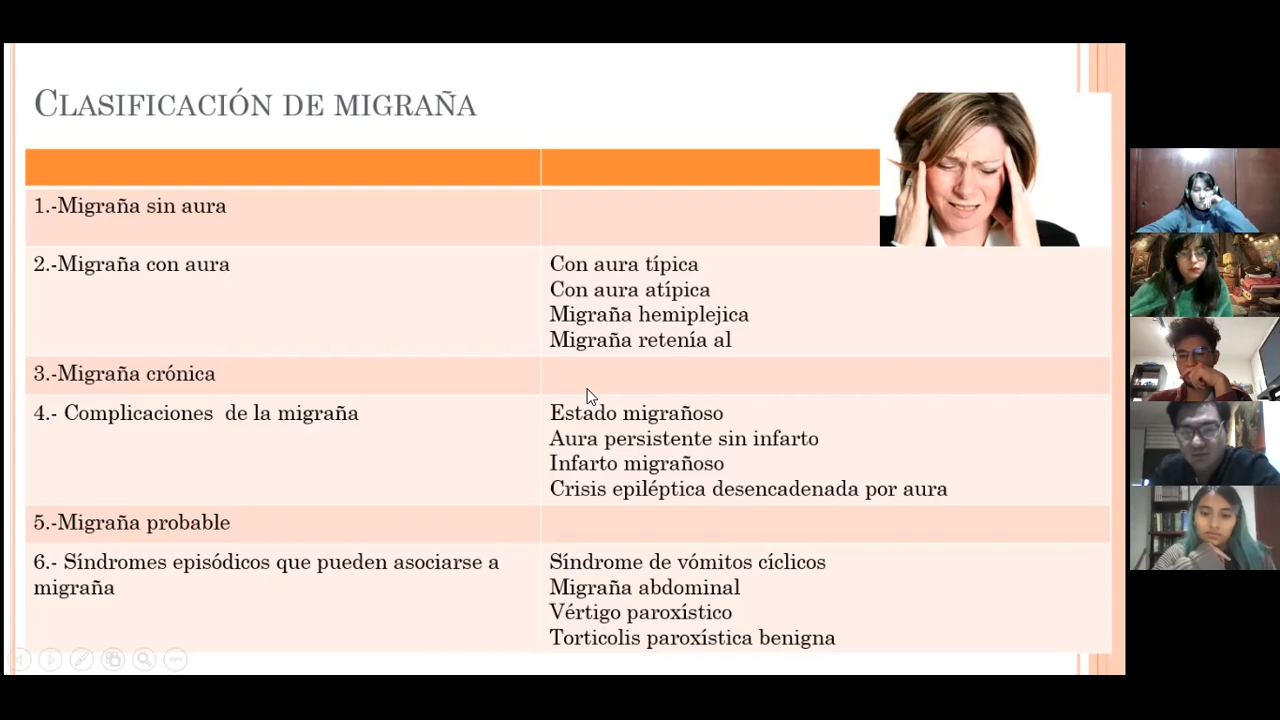 CLASIFICACIÓN DE MIGRAÑA
1.-Migraña sin aura
2.-Migraña con aura
Con aura típica
Con aura atípica
Migraña hemiplejica
Migraña retenía al
3.-Migraña crónica
4.- Complicaciones  de la migraña
Estado migrañoso
Aura persistente sin infarto
Infarto migrañoso
Crisis epiléptica desencadenada por aura
5.-Migraña probable
6.- Síndromes episódicos que pueden asociarse a
migraña
Síndrome de vómitos cíclicos
Migraña abdominal
Vértigo paroxístico
Torticolis paroxística benigna